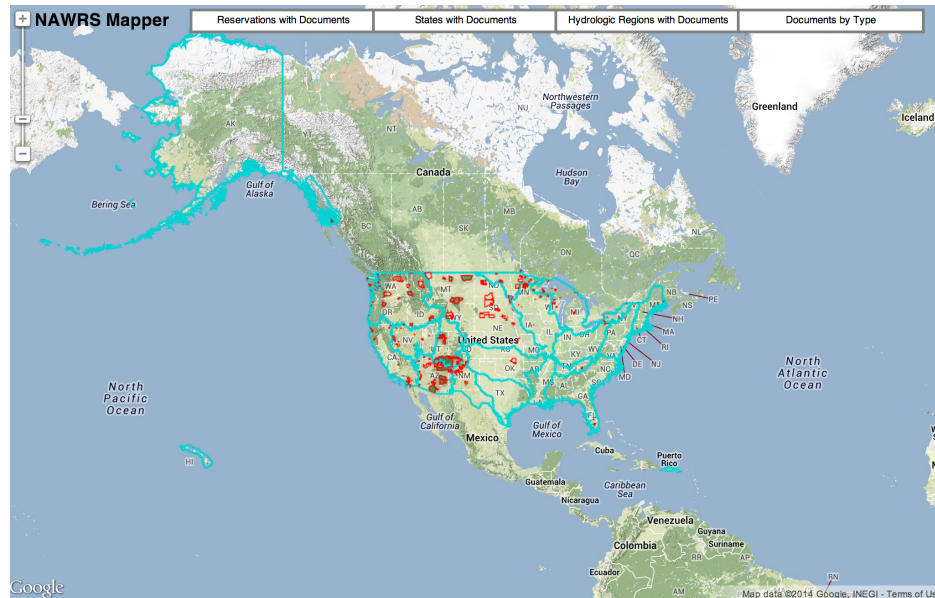 NAWRS Mapper
Reservations with Documents
States with Documents
Hydrologic Regions with Documents
Documents by Type
Greenland
Iceland
Northwestern
Passages
NU
AK
YT
NT
Canada
Hudson
Bay
Gulf of
Alaska
Bering Sea
AB
MB
BC
SK
NL
ON
QC
NB
PE
NS
WA
MT
ND
MN
NH
MA
CT
RI
OR
ID
WY
SD
WI
MI
NY
PA
NE
IA
IL
IN
OH
NJ
DE
MD
United States
NV
UT
CA
KY
WV
VA
AZ
NM
OK
AR
TN
NC
MS
AL
SC
GA
TX
LA
FL
North
Pacific
Ocean
North
Atlantic
Ocean
Gulf of
California
Gulf of
Mexico
Mexico
Cuba
Puerto
Rico
HI
Guatemala
Caribbean
Sea
Nicaragua
Venezuela
Guyana
Suriname
Colombia
RR
AP
Ecuador
AM
RN
Google
Map data ©2014 Google, INEGI - Terms of Us